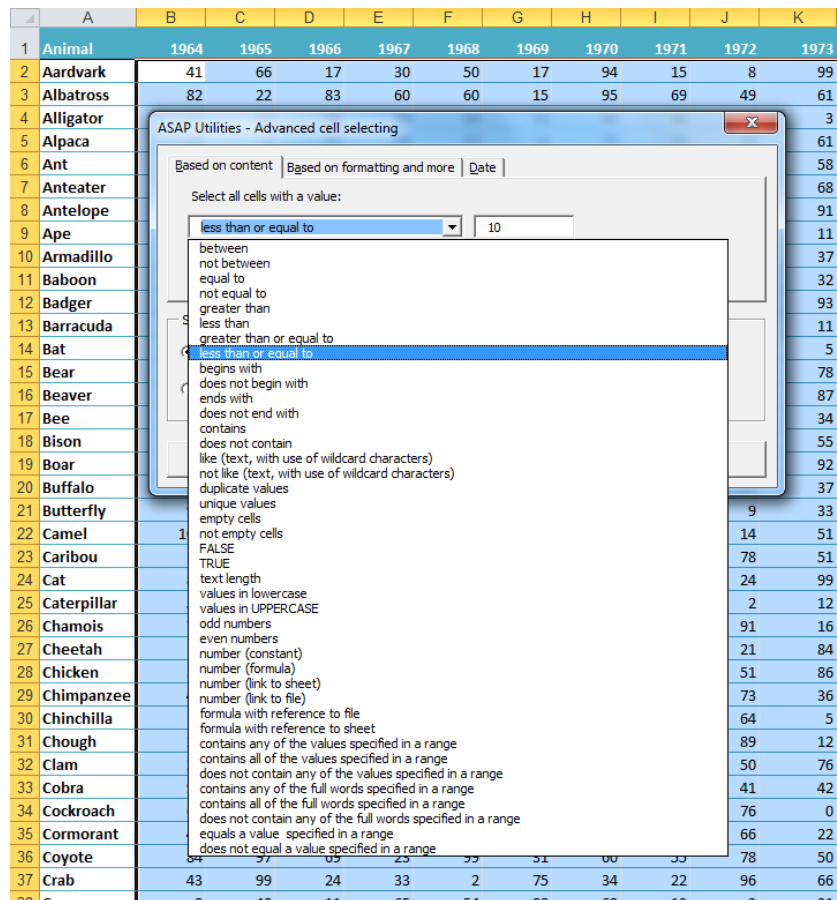 A B C D E F G H I J K
1 Animal 1964 1965 1966 1967 1968 1969 1970 1971 1972 1973
2 Aardvark 41 66 17 30 50 17 94 15 8 99
3 Albatross 82 22 83 60 60 15 95 69 49 61
4 Alligator 3
ASAP Utilities - Advanced cell selecting
5 Alpaca 61
6 Ant 58
Based on content Based on formatting and more Date
7 Anteater 68
Select all cells with a value:
8 Antelope 91
9 Ape 11
less than or equal to 10
10 Armadillo 37
between
not between
11 Baboon 32
equal to
not equal to
12 Badger 93
greater than
13 Barracuda 11
less than
greater than or equal to
14 Bat 5
less than or equal to
15 Bear 78
begins with
does not begin with
16 Beaver 87
ends with
does not end with
17 Bee 34
contains
18 Bison 55
does not contain
19 Boar 92
like (text, with use of wildcard characters)
not like (text, with use of wildcard characters)
20 Buffalo 37
duplicate values
unique values
21 Butterfly 9 33
empty cells
22 Camel 14 51
not empty cells
FALSE
23 Caribou 78 51
TRUE
24 Cat 24 99
text length
values in lowercase
25 Caterpillar 2 12
values in UPPERCASE
26 Chamois 91 16
odd numbers
even numbers
27 Cheetah 21 84
number (constant)
28 Chicken 51 86
number (formula)
number (link to sheet)
29 Chimpanzee 73 36
number (link to file)
30 Chinchilla 64 5
formula with reference to file
formula with reference to sheet
31 Chough 89 12
contains any of the values specified in a range
32 Clam 50 76
contains all of the values specified in a range
does not contain any of the values specified in a range
33 Cobra 41 42
contains any of the full words specified in a range
contains all of the full words specified in a range
34 Cockroach 76 0
does not contain any of the full words specified in a range
35 Cormorant 66 22
equals a value specified in a range
does not equal a value specified in a range
36 Coyote 84 97 69 23 99 31 60 55 78 50
37 Crab 43 99 24 33 2 75 34 22 96 66